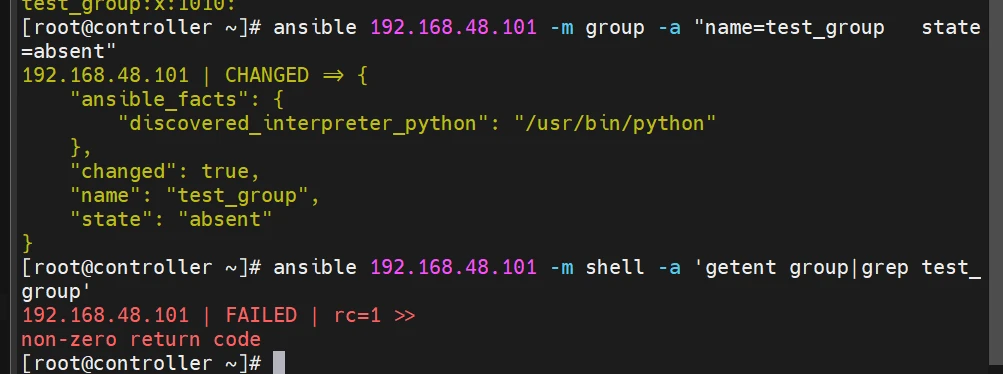 test_group:x:1010:
[root@controller ~]# ansible 192.168.48.101 -m group -a "name=test_group   state
=absent"
192.168.48.101 | CHANGED => {
    "ansible_facts": {
        "discovered_interpreter_python": "/usr/bin/python"
    },
    "changed": true,
    "name": "test_group",
    "state": "absent"
}
[root@controller ~]# ansible 192.168.48.101 -m shell -a 'getent group|grep test_
group'
192.168.48.101 | FAILED | rc=1 >>
non-zero return code
[root@controller ~]#